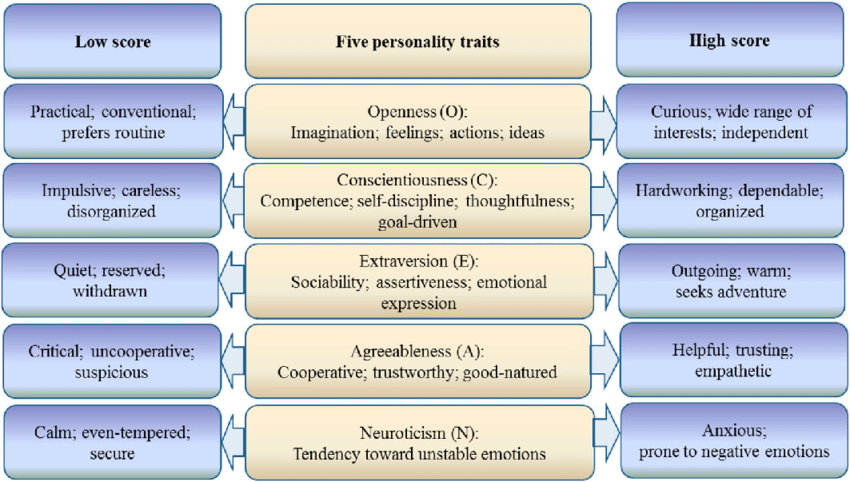 Low score
Five personality traits
High score
Practical; conventional;
prefers routine
Openness (O):
Imagination; feelings; actions; ideas
Curious; wide range of
interests; independent
Impulsive; careless;
disorganized
Conscientiousness (C):
Competence; self-discipline; thoughtfulness;
goal-driven
Hardworking; dependable;
organized
Quiet; reserved;
withdrawn
Extraversion (E):
Sociability; assertiveness; emotional
expression
Outgoing; warm;
seeks adventure
Critical; uncooperative;
suspicious
Agreeableness (A):
Cooperative; trustworthy; good-natured
Helpful; trusting;
empathetic
Calm; even-tempered;
secure
Neuroticism (N):
Tendency toward unstable emotions
Anxious;
prone to negative emotions